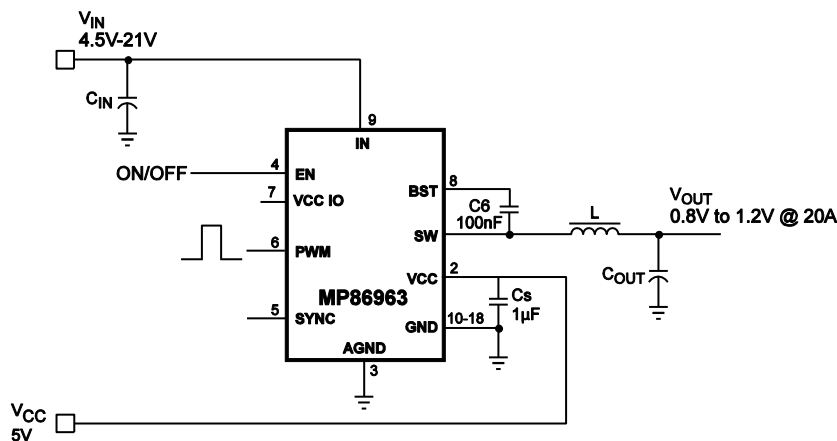 VIN
4.5V-21V
CIN
9
IN
ON/OFF
4
EN
7
VCC IO
6
PWM
5
SYNC
MP86963
AGND
3
BST
8
C6
100nF
SW
L
VOUT
0.8V to 1.2V @ 20A
COUT
VCC
2
Cs
1µF
GND
10-18
VCC
5V